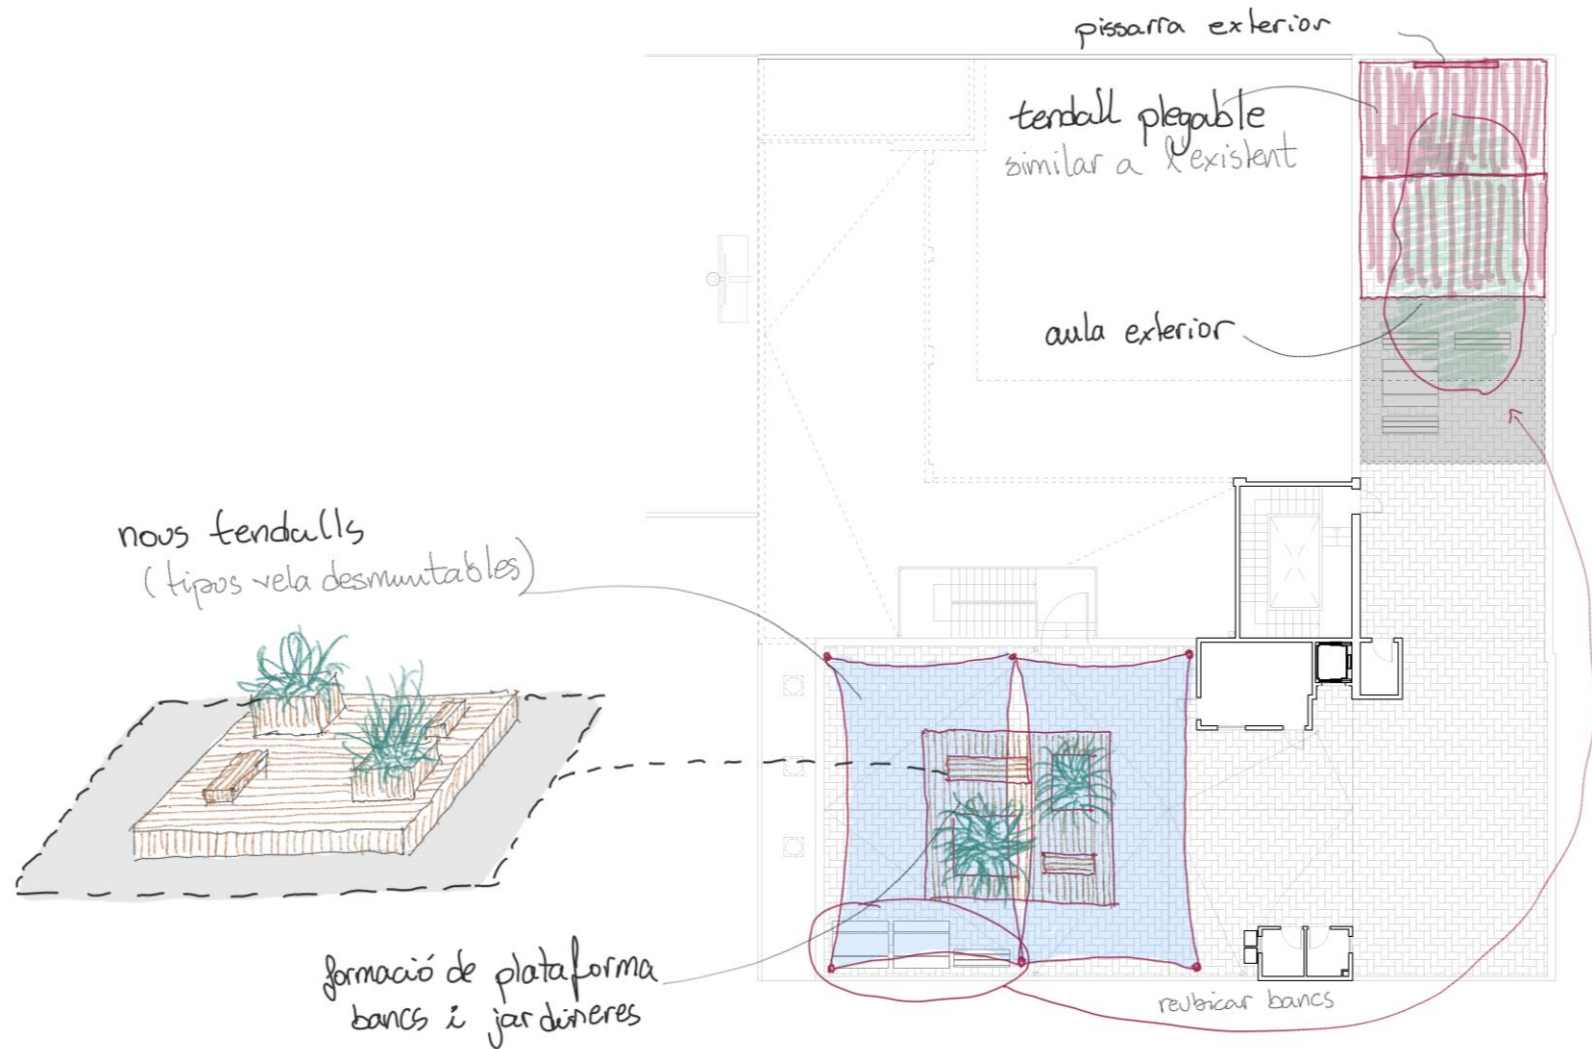 pissarra exterior
tendall plegable
similar a l'existent
aula exterior
nous tendalls
(tipus vela desmuntables)
formació de plataforma
bancs i jardineres
reubicar bancs